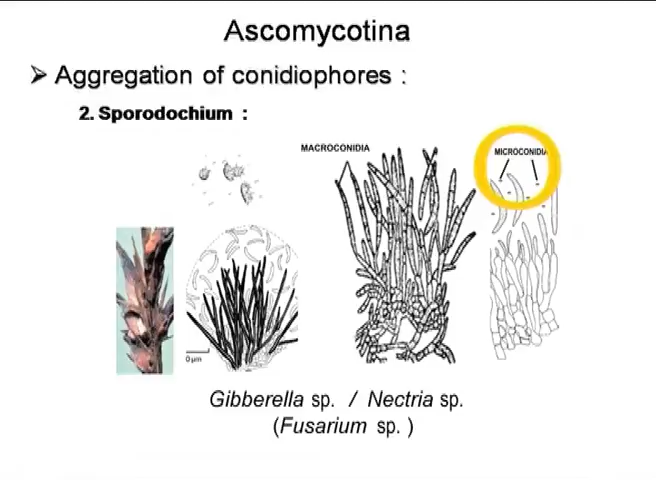 Ascomycotina
➤ Aggregation of conidiophores :
2. Sporodochium :
MACROCONIDIA
MICROCONIDIA
0 µm
Gibberella sp. / Nectria sp.
(Fusarium sp. )